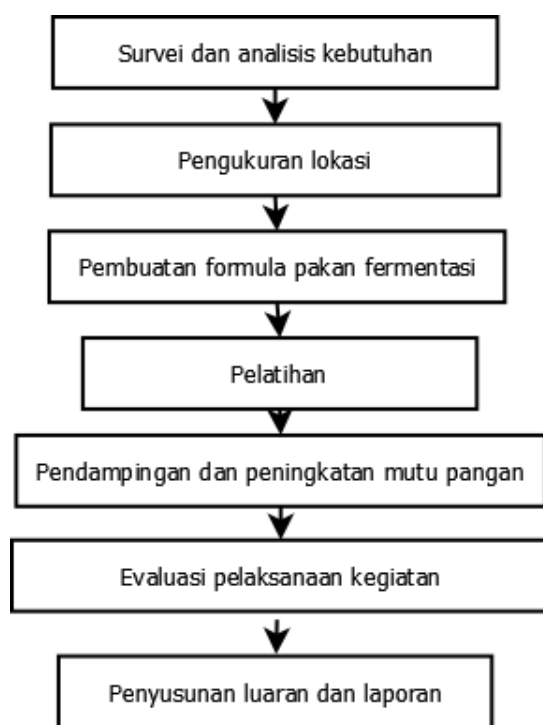 Survei dan analisis kebutuhan
Pengukuran lokasi
Pembuatan formula pakan fermentasi
Pelatihan
Pendampingan dan peningkatan mutu pangan
Evaluasi pelaksanaan kegiatan
Penyusunan luaran dan laporan